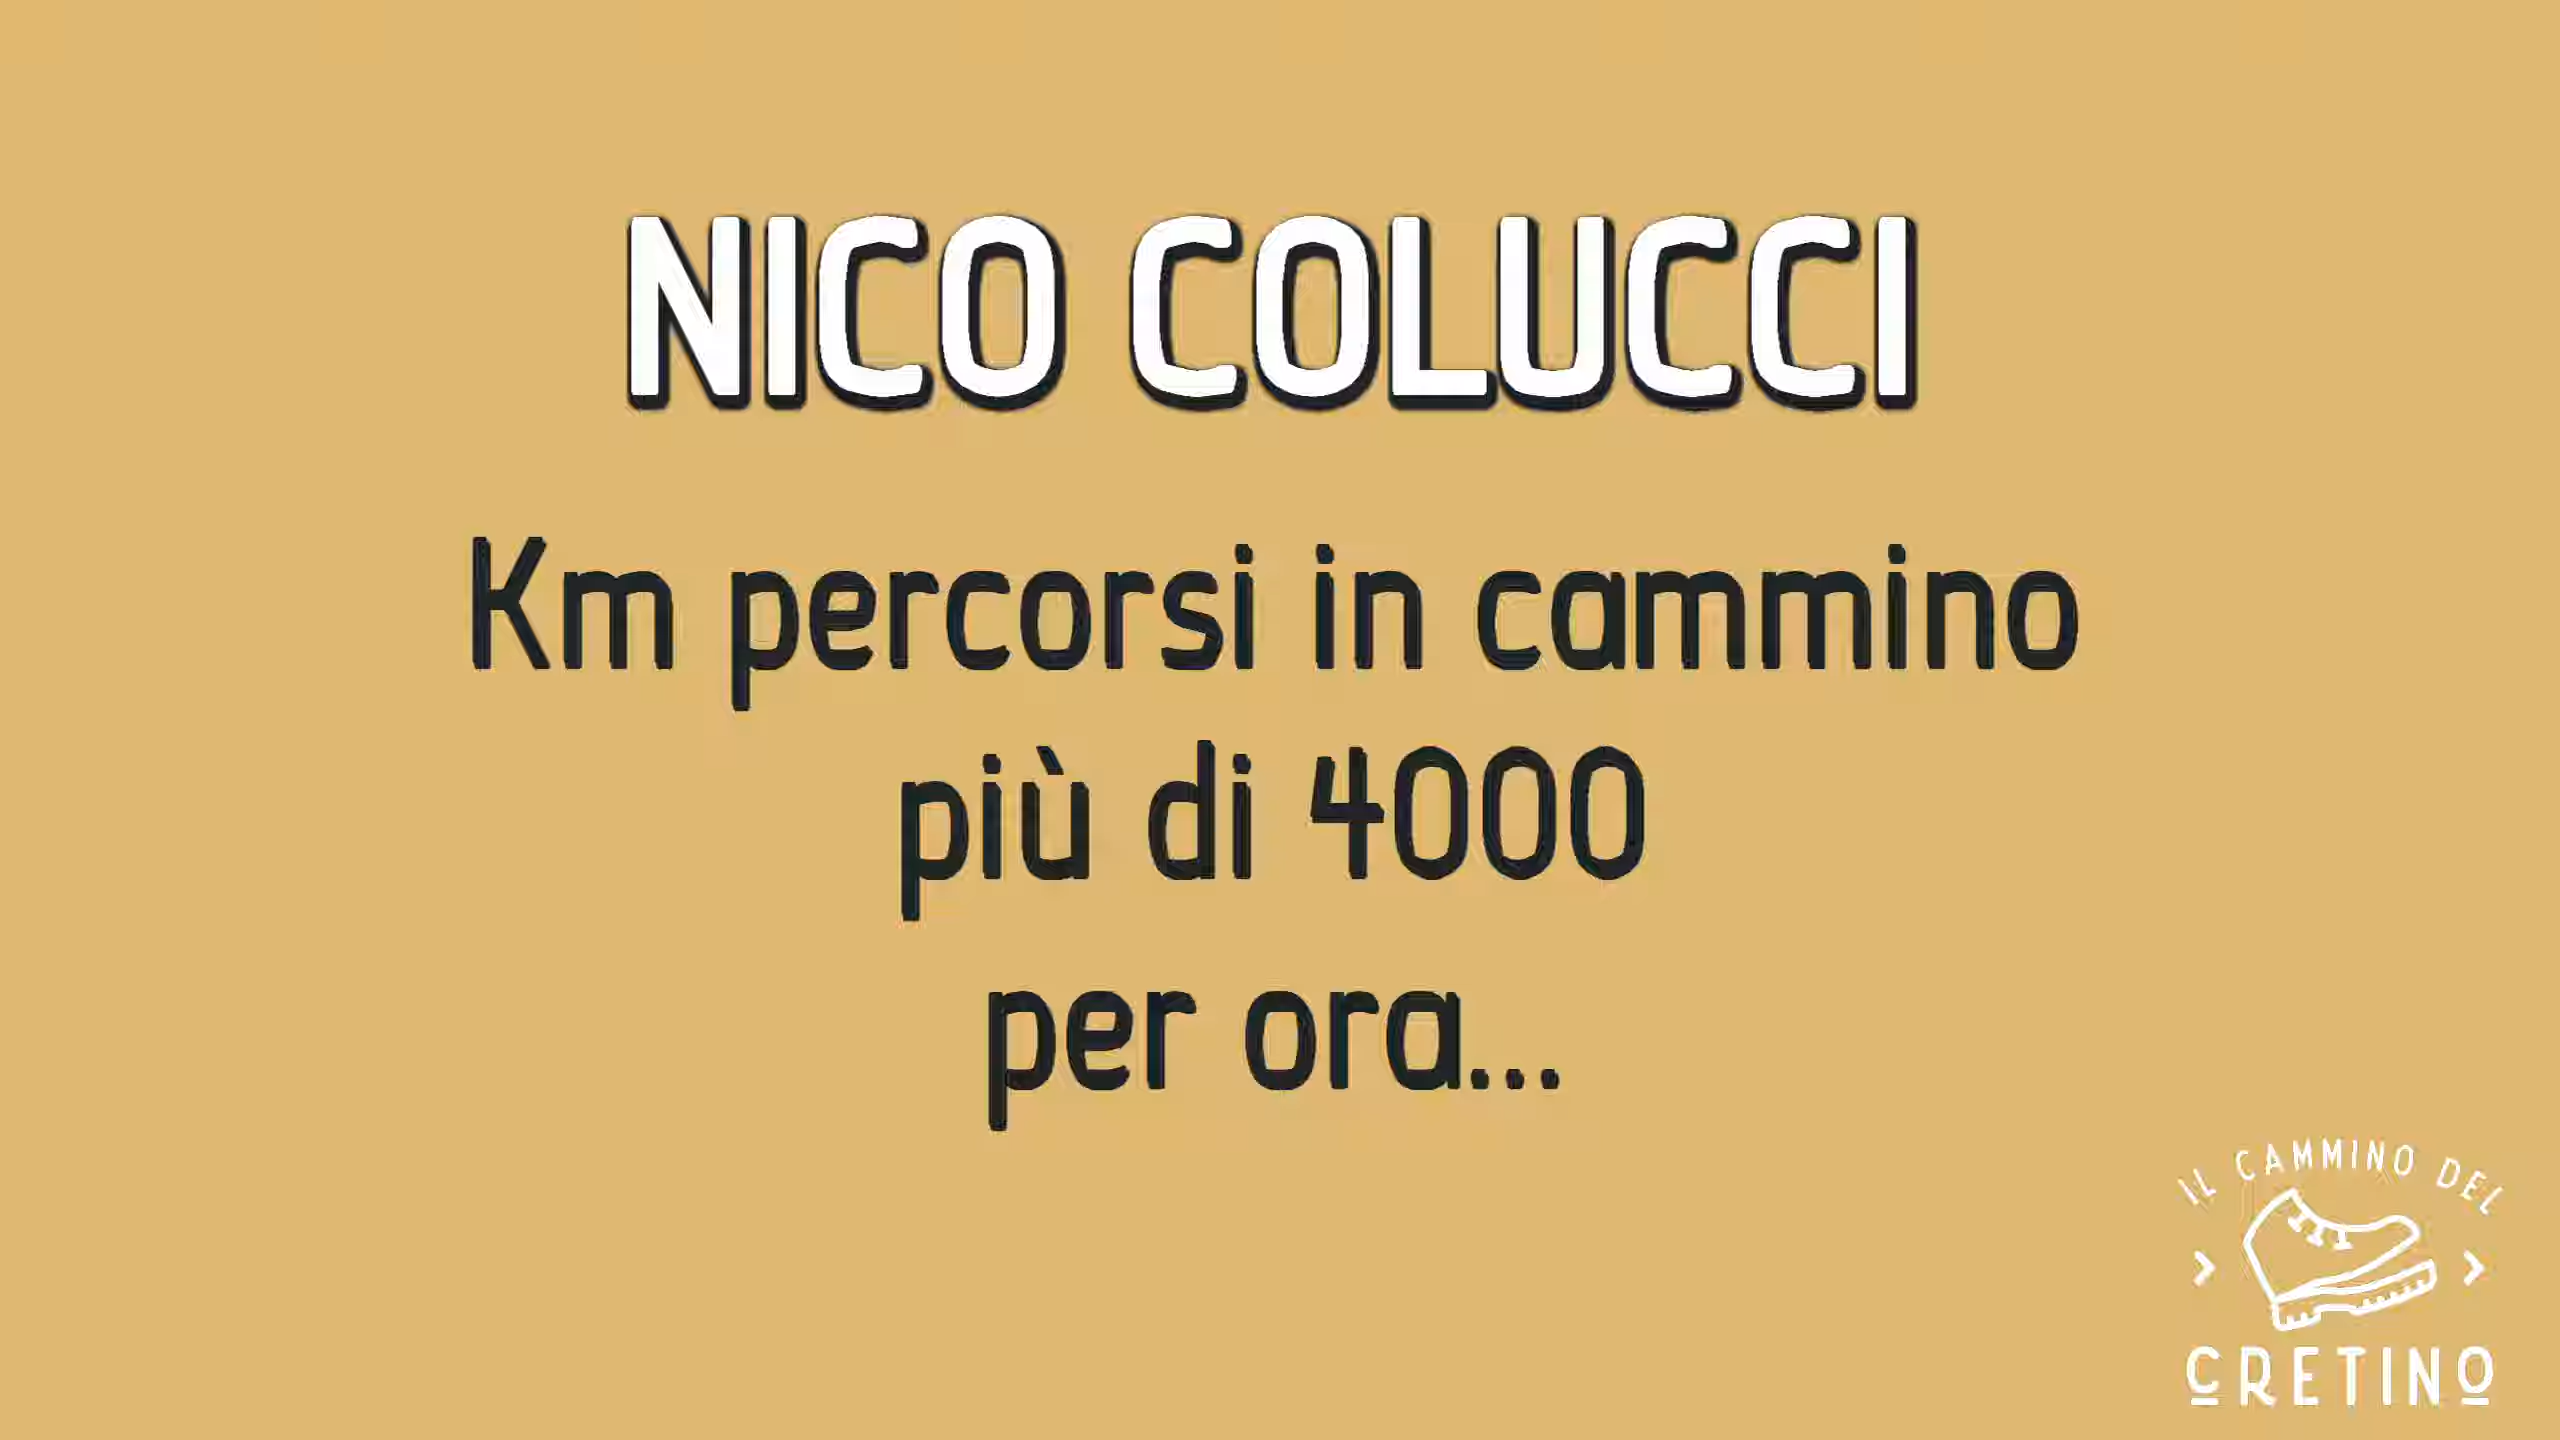 NICO COLUCCI
Km percorsi in cammino
più di 4000
per ora...
IL CAMMINO DEL
CRETINO